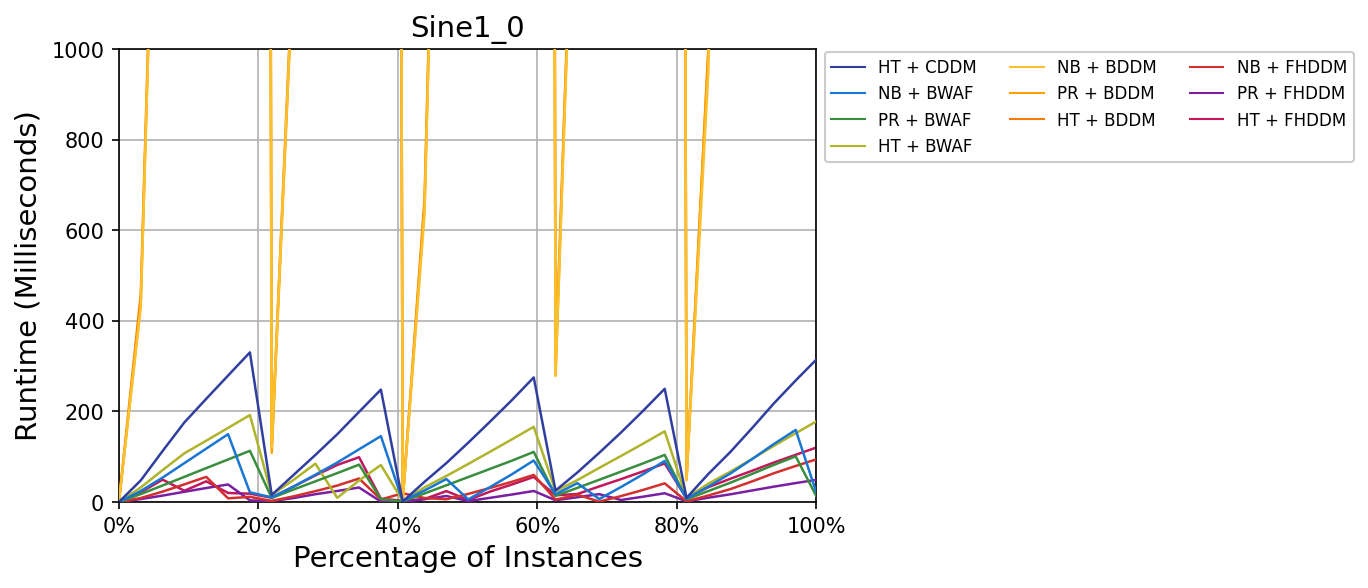 Sine1_0
Runtime (Milliseconds)
1000
800
600
400
200
0
0%
20%
40%
60%
80%
100%
Percentage of Instances
HT + CDDM
NB + BWAF
PR + BWAF
HT + BWAF
NB + BDDM
PR + BDDM
HT + BDDM
NB + FHDDM
PR + FHDDM
HT + FHDDM